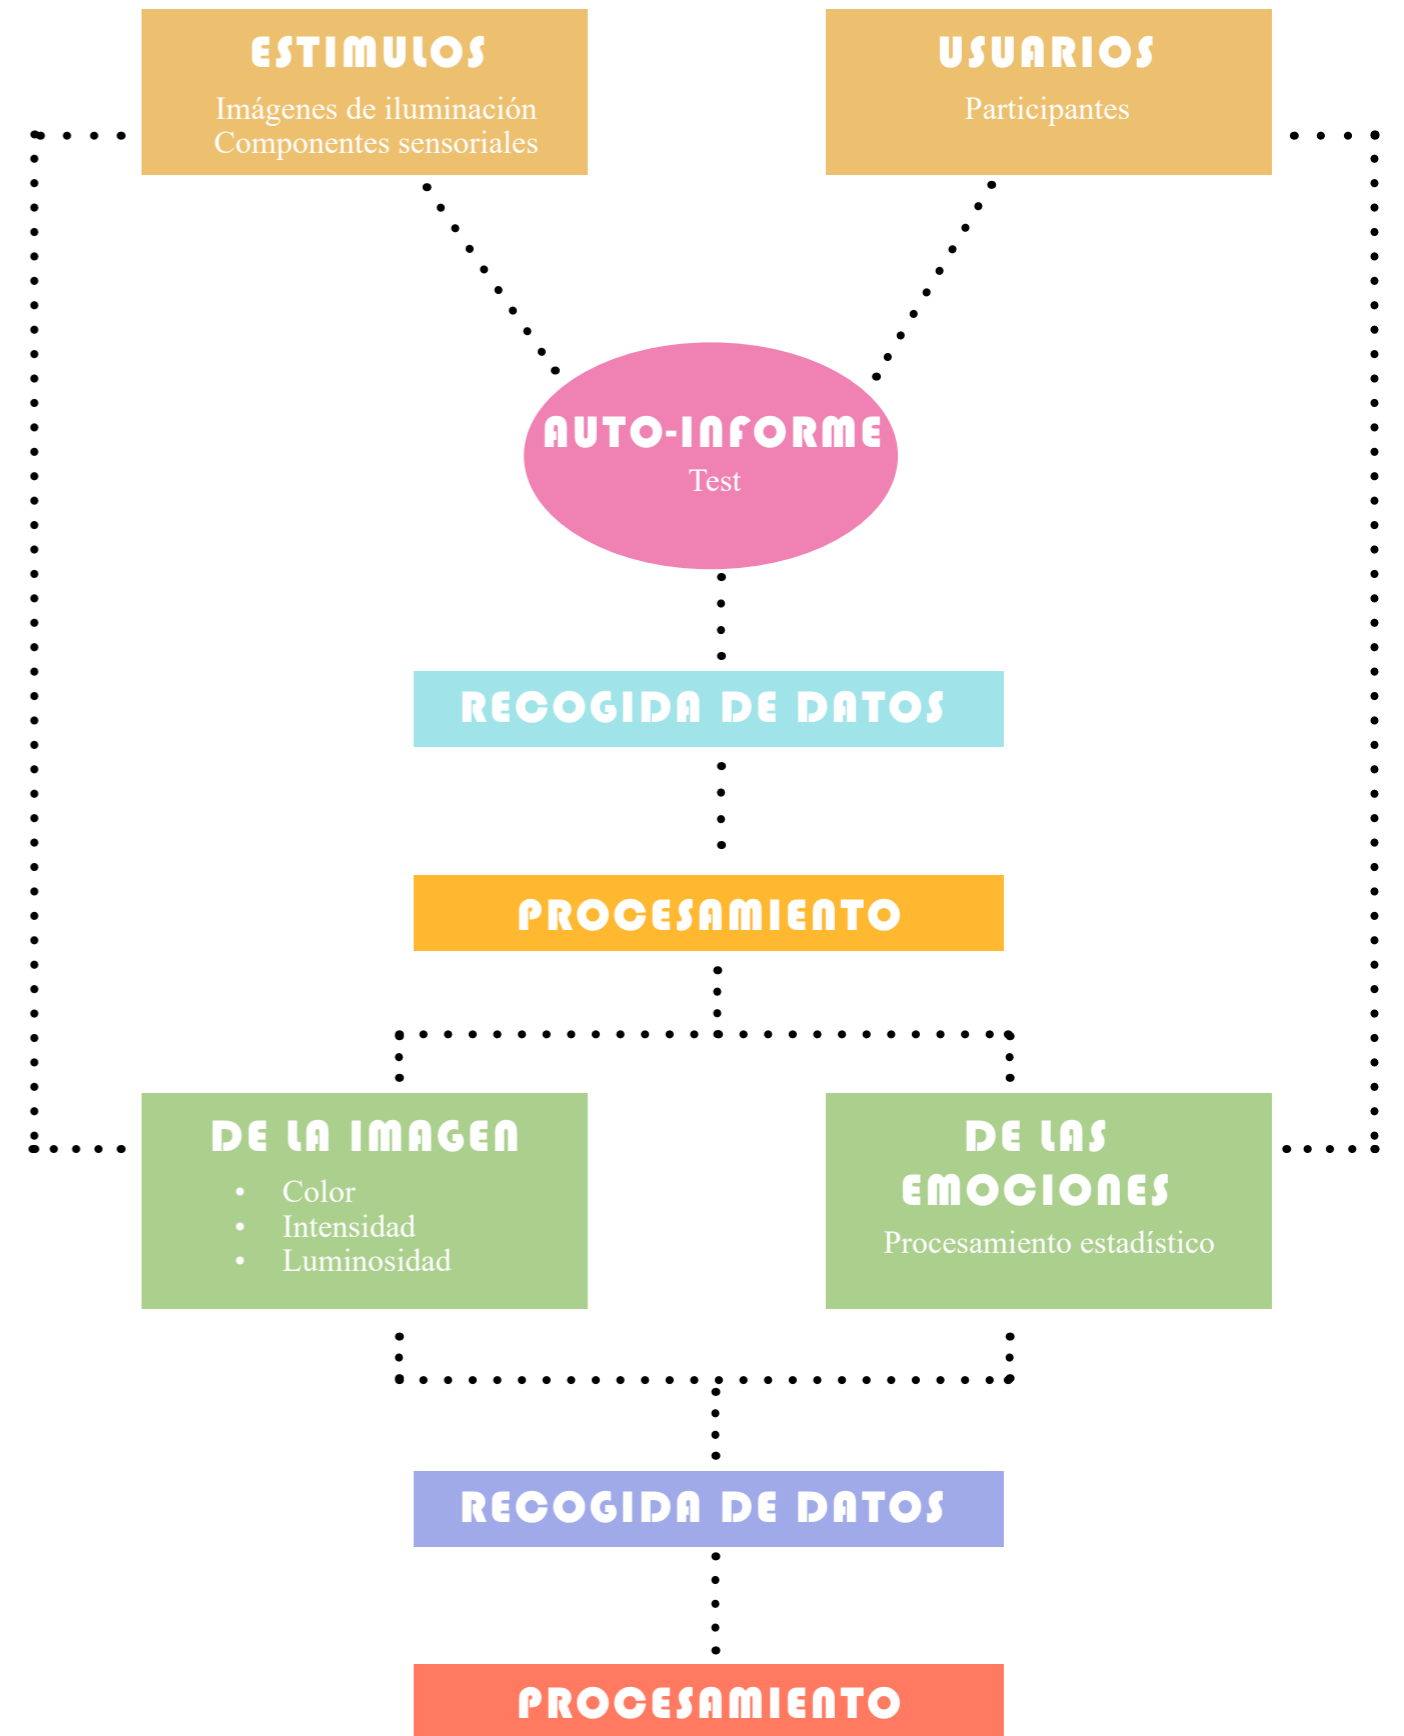 ESTIMULOS
Imágenes de iluminación
Componentes sensoriales
USUARIOS
Participantes
AUTO-INFORME
Test
RECOGIDA DE DATOS
PROCESAMIENTO
DE LA IMAGEN
• Color
• Intensidad
• Luminosidad
DE LAS
EMOCIONES
Procesamiento estadístico
RECOGIDA DE DATOS
PROCESAMIENTO